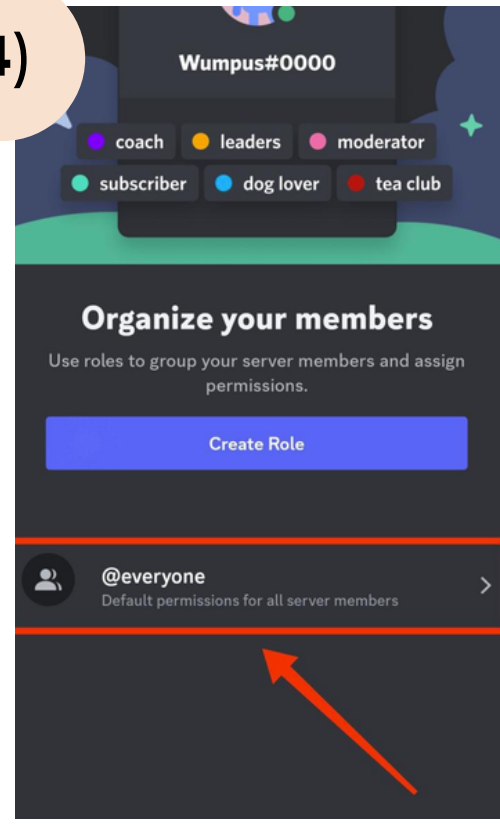 4)
Wumpus#0000
coach leaders moderator
subscriber dog lover tea club
Organize your members
Use roles to group your server members and assign
permissions.
Create Role
@everyone
Default permissions for all server members